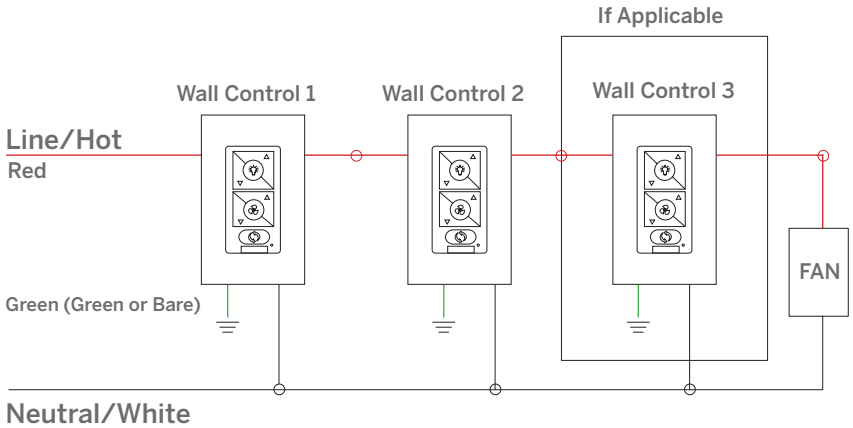 If Applicable
Wall Control 1
Wall Control 2
Wall Control 3
Line/Hot
Red
FAN
Green (Green or Bare)
Neutral/White